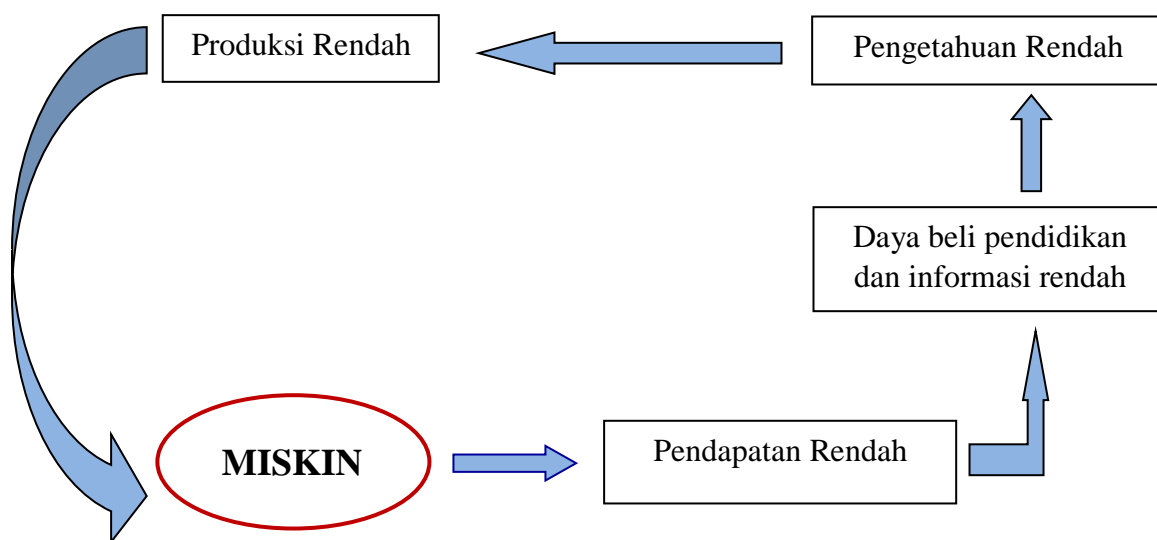 Produksi Rendah
Pengetahuan Rendah
Daya beli pendidikan
dan informasi rendah
MISKIN
Pendapatan Rendah